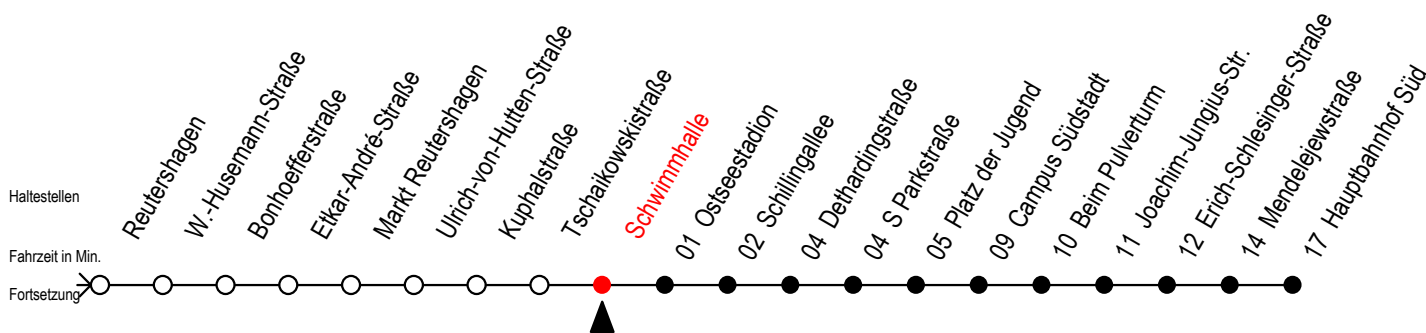 Haltestellen
Fahrzeit in Min.
Fortsetzung
Reutershagen
W.-Husemann-Straße
Bonhoefferstraße
Etkar-André-Straße
Markt Reutershagen
Ulrich-von-Hutten-Straße
Kuphalstraße
Tschaikowskistraße
Schwimmhalle
01 Ostseestadion
02 Schillingallee
04 Dethardingstraße
04 S Parkstraße
05 Platz der Jugend
09 Campus Südstadt
10 Beim Pulverturm
11 Joachim-Jungius-Str.
12 Erich-Schlesinger-Straße
14 Mendelejewstraße
17 Hauptbahnhof Süd